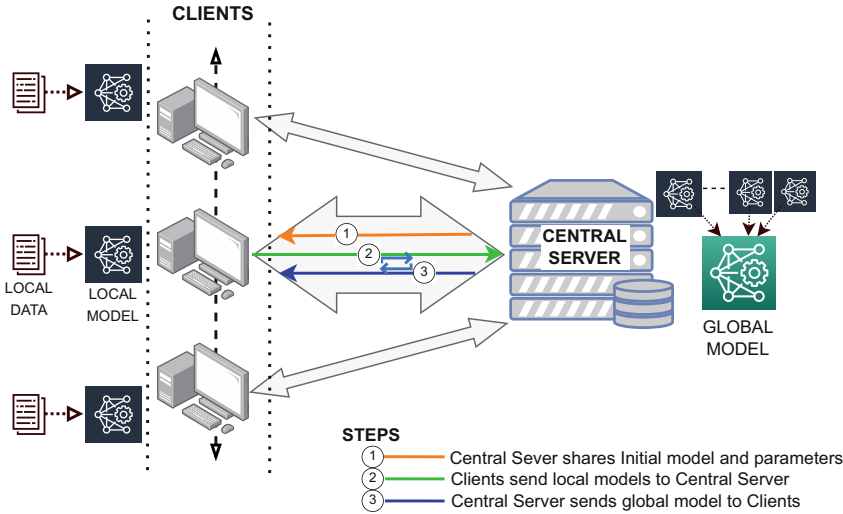 CLIENTS
LOCAL
DATA
LOCAL
MODEL
1
2
3
CENTRAL
SERVER
GLOBAL
MODEL
STEPS
1 Central Sever shares Initial model and parameters
2 Clients send local models to Central Server
3 Central Server sends global model to Clients